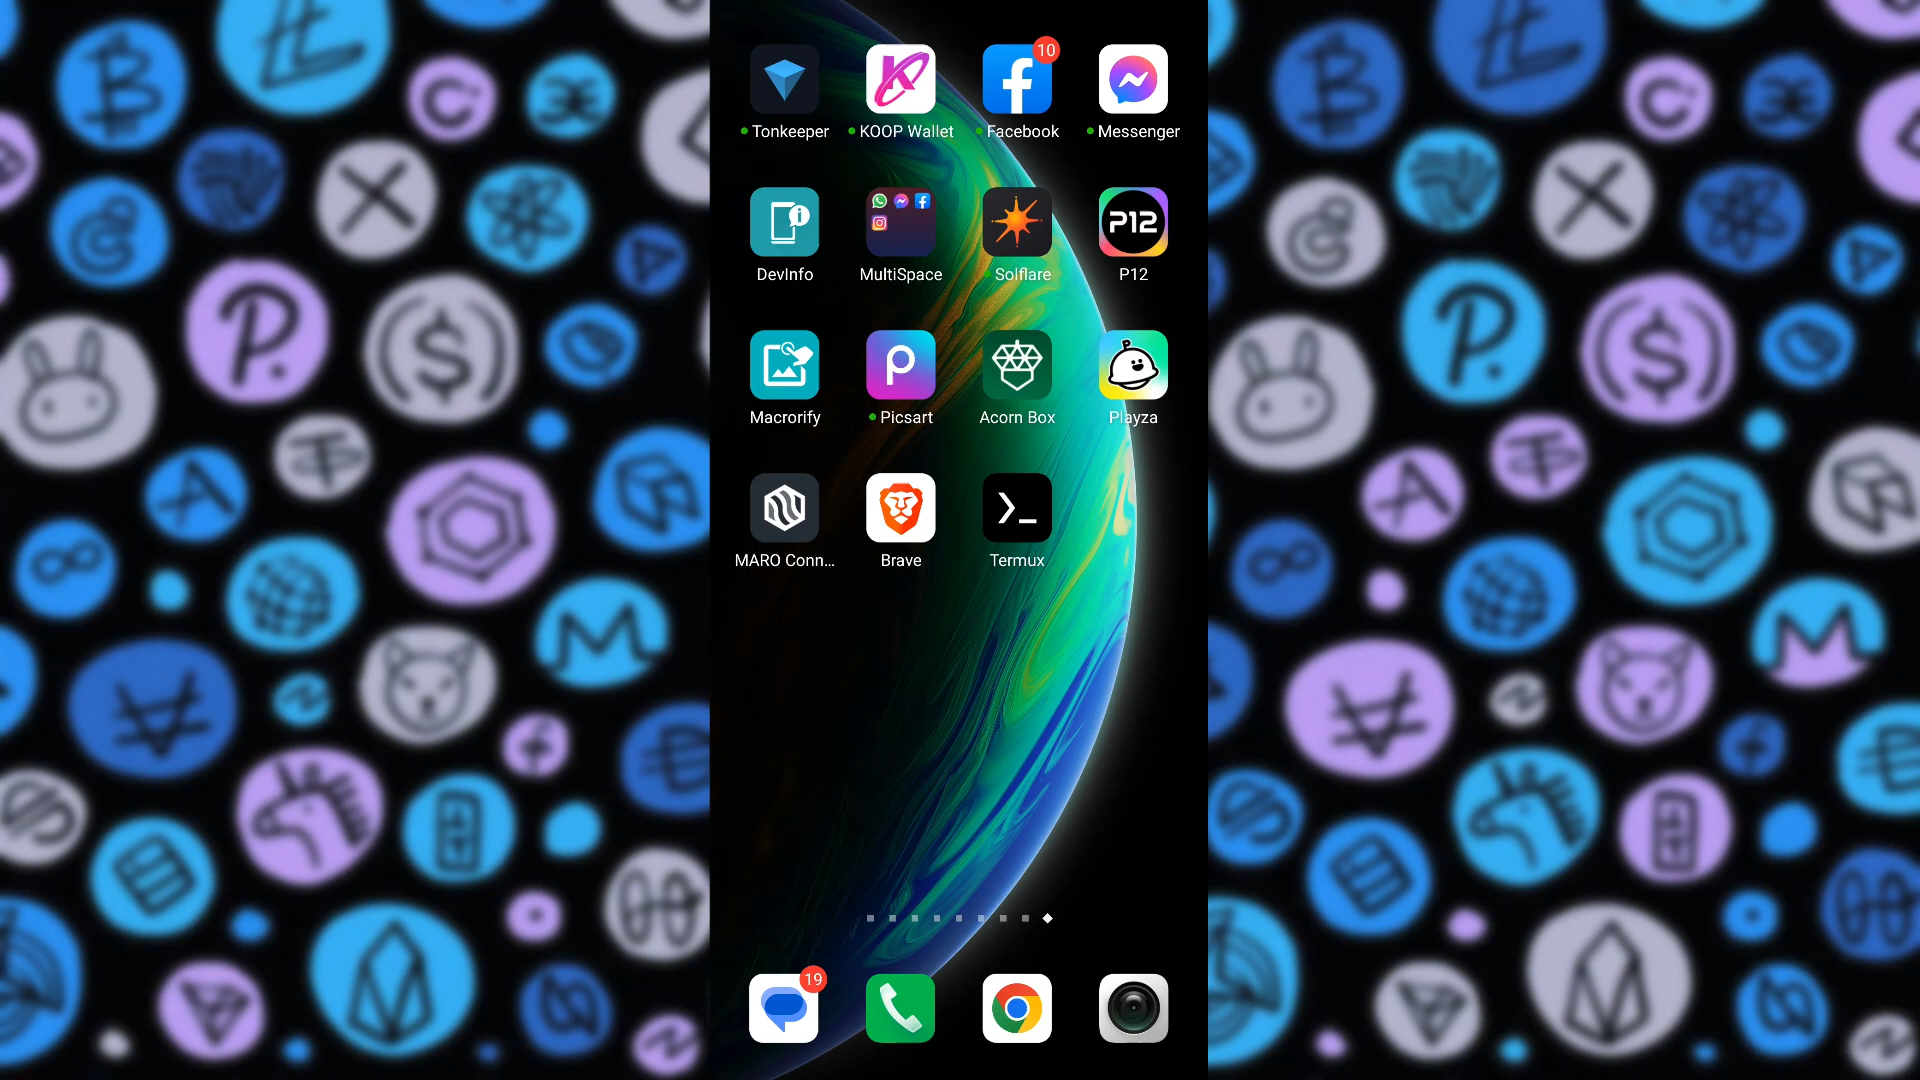 10
Tonkeeper KOOP Wallet Facebook Messenger
P12
DevInfo MultiSpace Solflare P12
Macrorify Picsart Acorn Box Playza
MARO Conn... Brave Termux
19